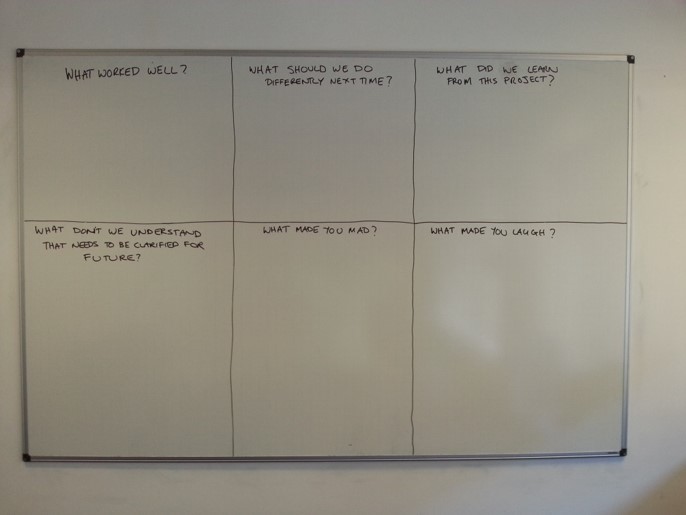 WHAT WORKED WELL?
WHAT SHOULD WE DO
DIFFERENTLY NEXT TIME?
WHAT DID WE LEARN
FROM THIS PROJECT?
WHAT DON'T WE UNDERSTAND
THAT NEEDS TO BE CLARIFIED FOR
FUTURE?
WHAT MADE YOU MAD?
WHAT MADE YOU LAUGH?